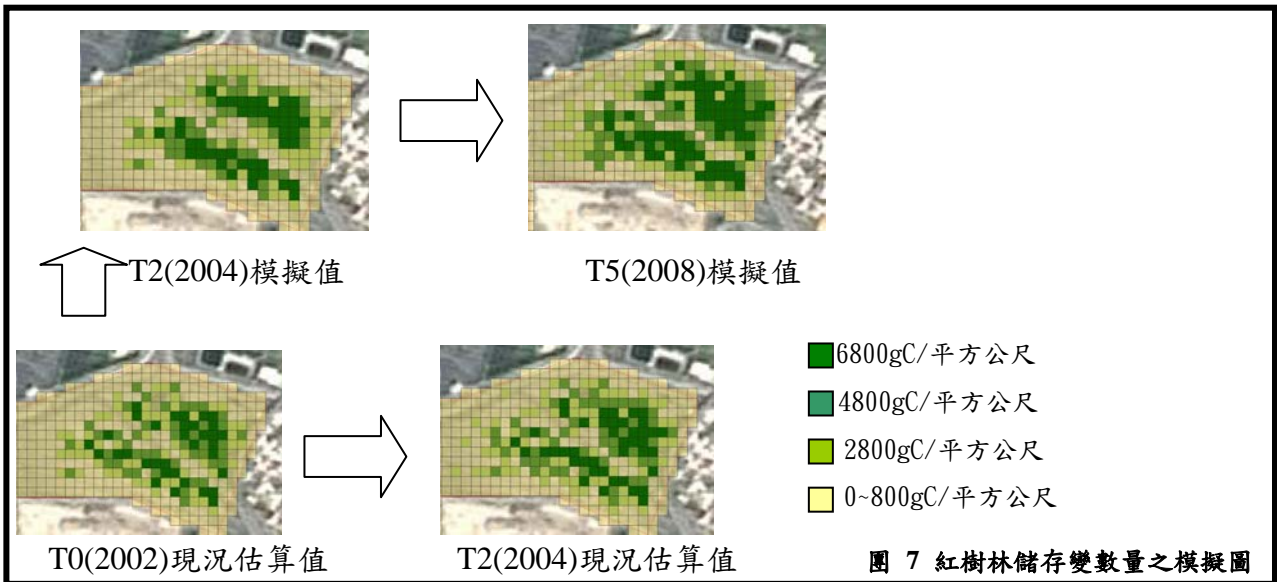 T2(2004)模擬值
T5(2008)模擬值
6800gC/平方公尺
4800gC/平方公尺
2800gC/平方公尺
0~800gC/平方公尺
T0(2002)現況估算值
T2(2004)現況估算值
圖 7 紅樹林儲存變數量之模擬圖